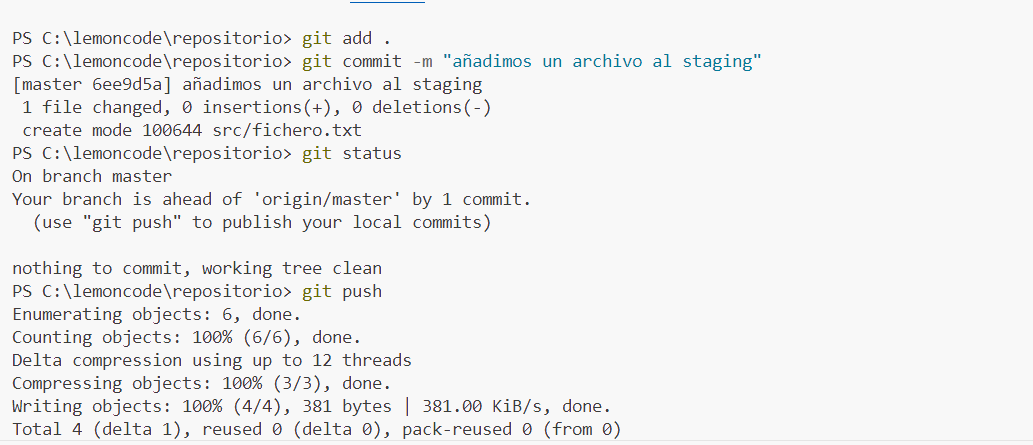 PS C:\lemoncode\repositorio> git add .
PS C:\lemoncode\repositorio> git commit -m "añadimos un archivo al staging"
[master 6ee9d5a] añadimos un archivo al staging
 1 file changed, 0 insertions(+), 0 deletions(-)
 create mode 100644 src/fichero.txt
PS C:\lemoncode\repositorio> git status
On branch master
Your branch is ahead of 'origin/master' by 1 commit.
  (use "git push" to publish your local commits)

nothing to commit, working tree clean
PS C:\lemoncode\repositorio> git push
Enumerating objects: 6, done.
Counting objects: 100% (6/6), done.
Delta compression using up to 12 threads
Compressing objects: 100% (3/3), done.
Writing objects: 100% (4/4), 381 bytes | 381.00 KiB/s, done.
Total 4 (delta 1), reused 0 (delta 0), pack-reused 0 (from 0)